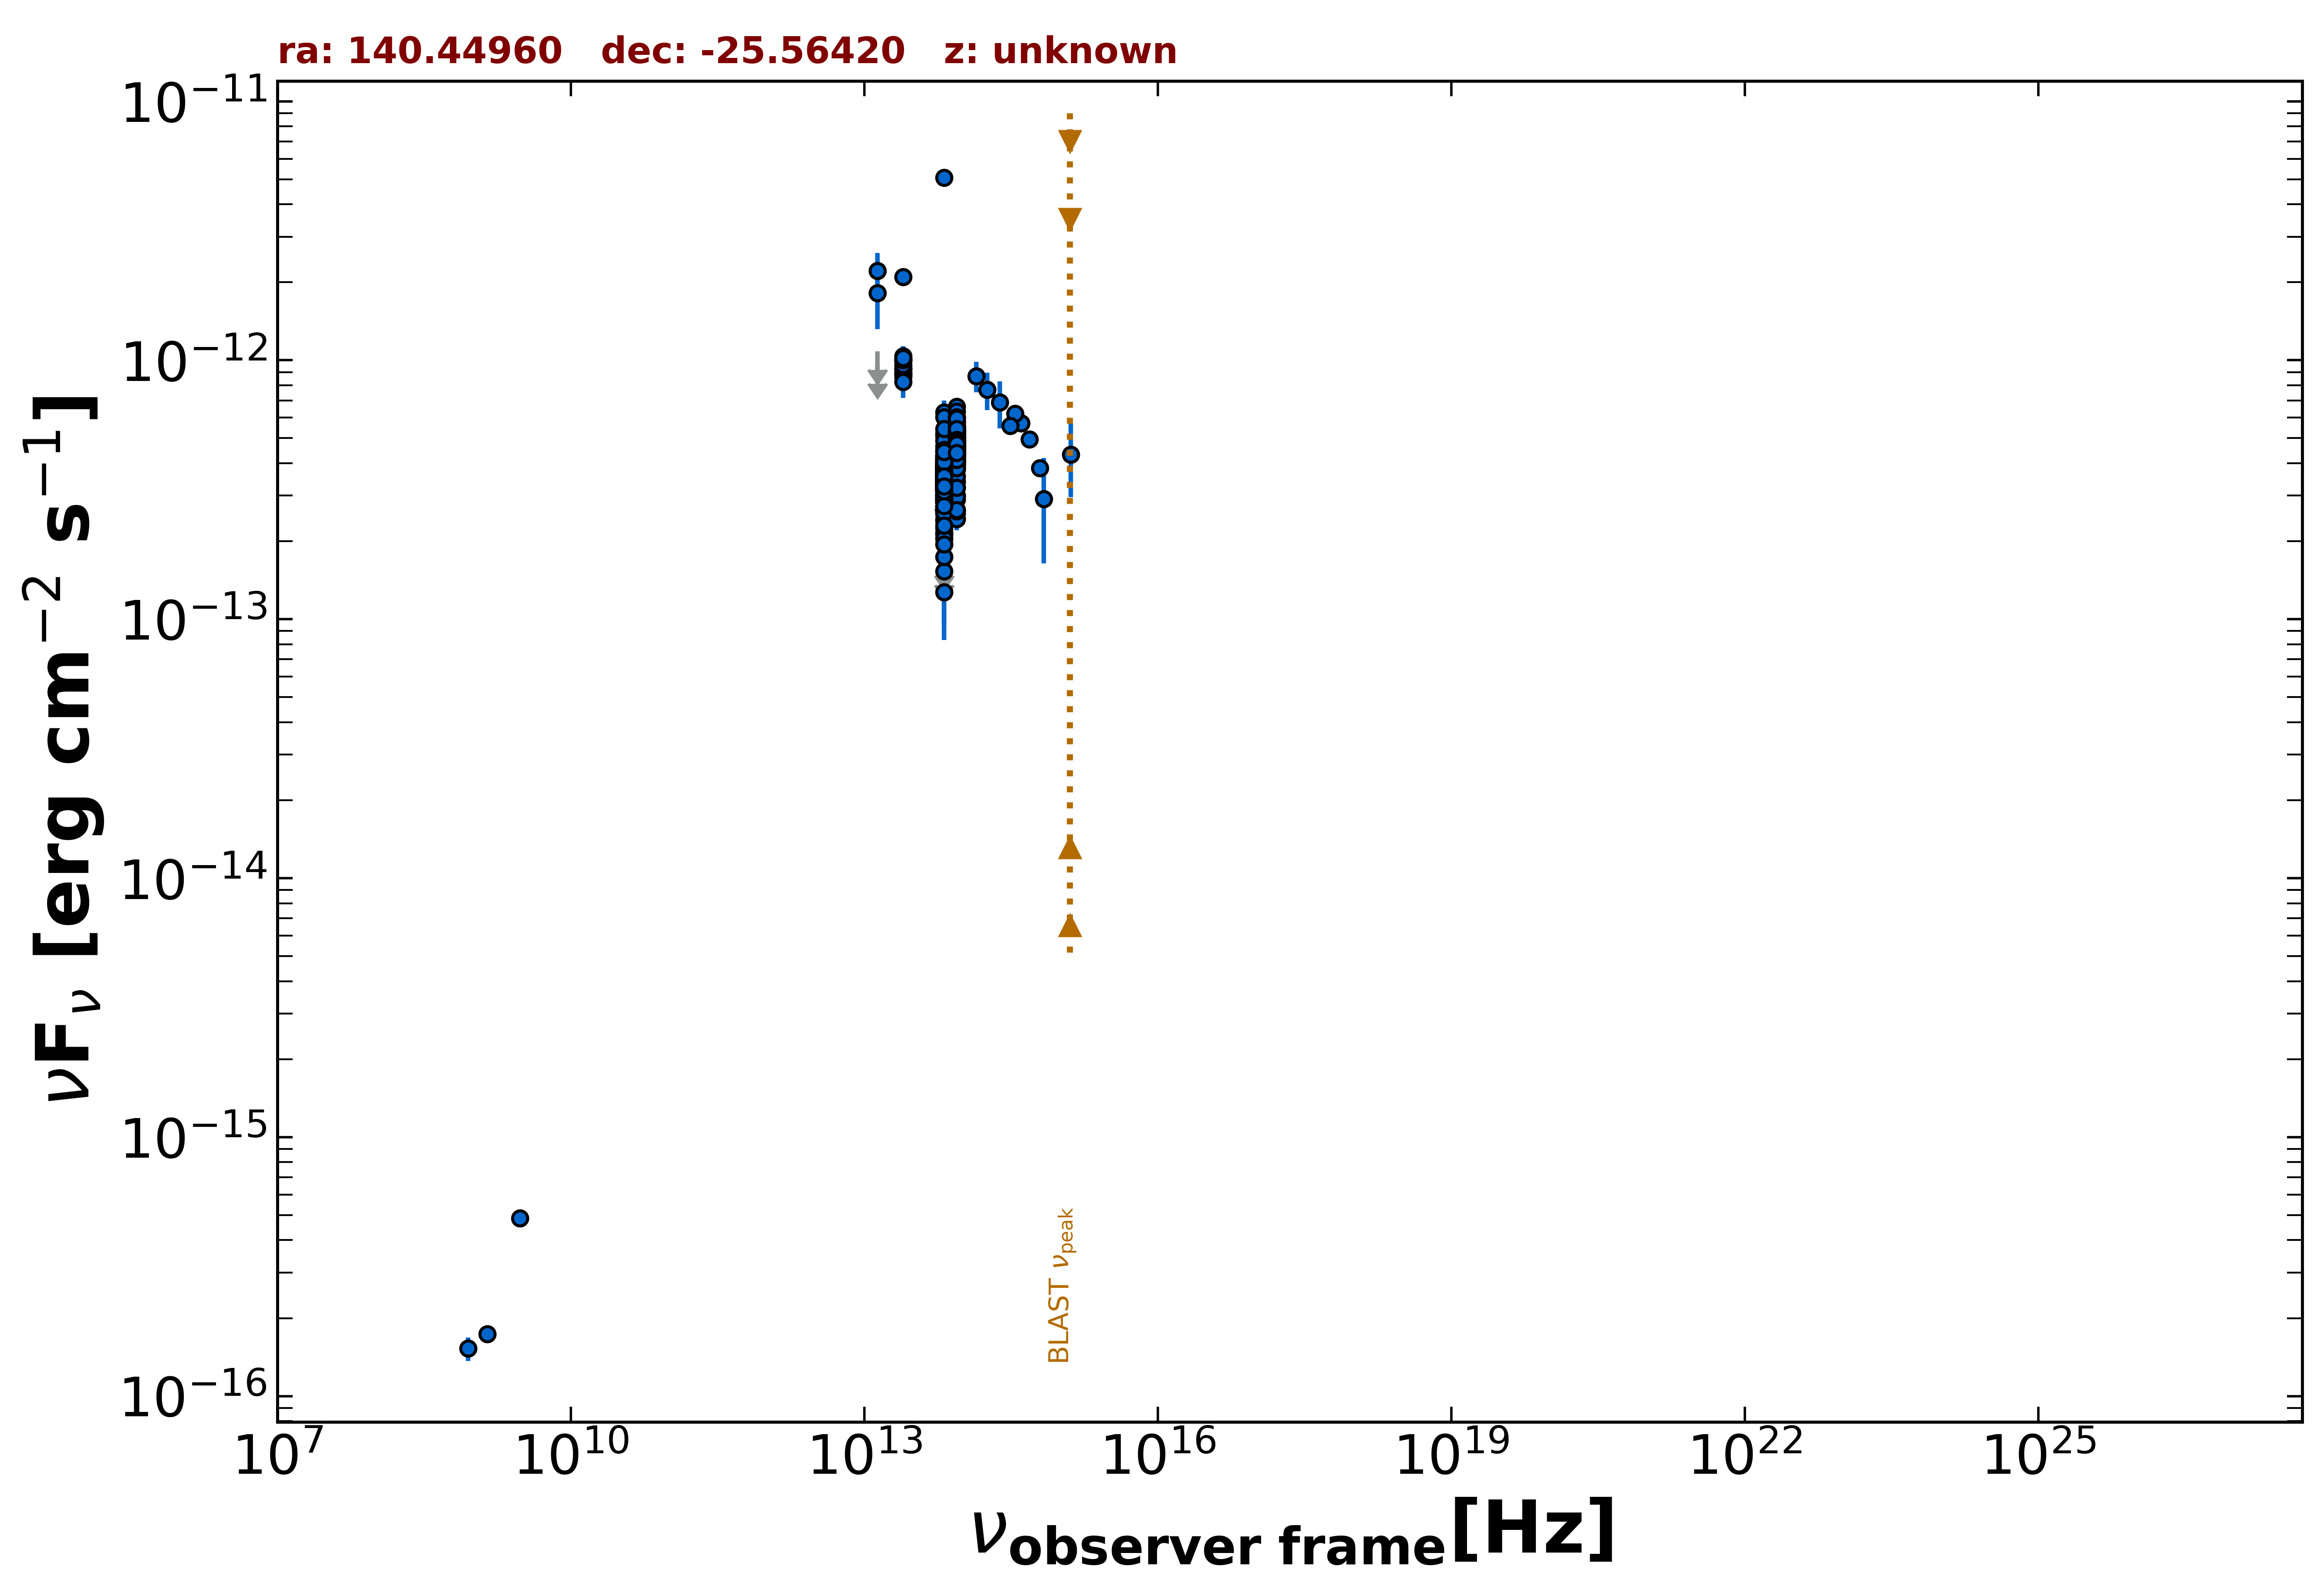 ra: 140.44960   dec: -25.56420   z: unknown
νFν [erg cm⁻² s⁻¹]
10⁻¹¹
10⁻¹²
10⁻¹³
10⁻¹⁴
10⁻¹⁵
10⁻¹⁶
BLAST νpeak
10⁷ 10¹⁰ 10¹³ 10¹⁶ 10¹⁹ 10²² 10²⁵
νobserver frame[Hz]